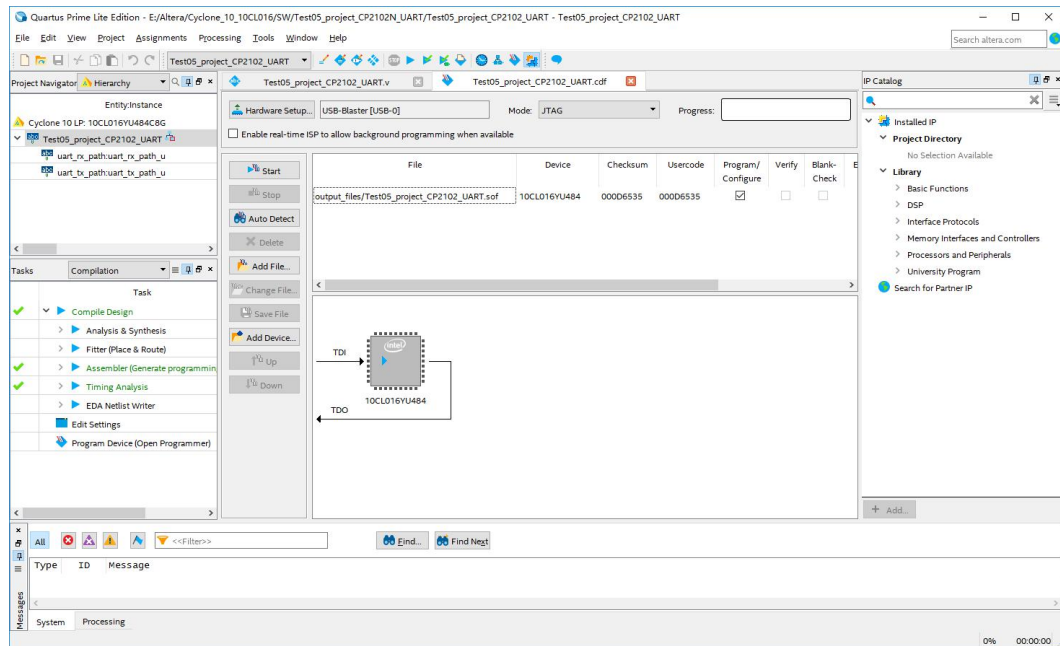 Quartus Prime Lite Edition - E:/Altera/Cyclone_10_10CL016/SW/Test05_project_CP2102N_UART/Test05_project_CP2102_UART - Test05_project_CP2102_UART
File Edit View Project Assignments Processing Tools Window Help
Search altera.com
Test05_project_CP2102_UART
Project Navigator Hierarchy
Entity:Instance
Cyclone 10 LP: 10CL016YU484C8G
Test05_project_CP2102_UART
uart_rx_path:uart_rx_path_u
uart_tx_path:uart_tx_path_u
Tasks Compilation
Task
Compile Design
Analysis & Synthesis
Fitter (Place & Route)
Assembler (Generate programmin
Timing Analysis
EDA Netlist Writer
Edit Settings
Program Device (Open Programmer)
Test05_project_CP2102_UART.v
Test05_project_CP2102_UART.cdf
Hardware Setup... USB-Blaster [USB-0] Mode: JTAG Progress:
Enable real-time ISP to allow background programming when available
Start
Stop
Auto Detect
Delete
Add File...
Change File...
Save File
Add Device...
Up
Down
File Device Checksum Usercode Program/ Verify Blank- E
Configure Check
output_files/Test05_project_CP2102_UART.sof 10CL016YU484 000D6535 000D6535
TDI
intel
10CL016YU484
TDO
IP Catalog
Installed IP
Project Directory
No Selection Available
Library
Basic Functions
DSP
Interface Protocols
Memory Interfaces and Controllers
Processors and Peripherals
University Program
Search for Partner IP
+ Add...
All <<Filter>> Find... Find Next
Type ID Message
Messages
System Processing
0% 00:00:00